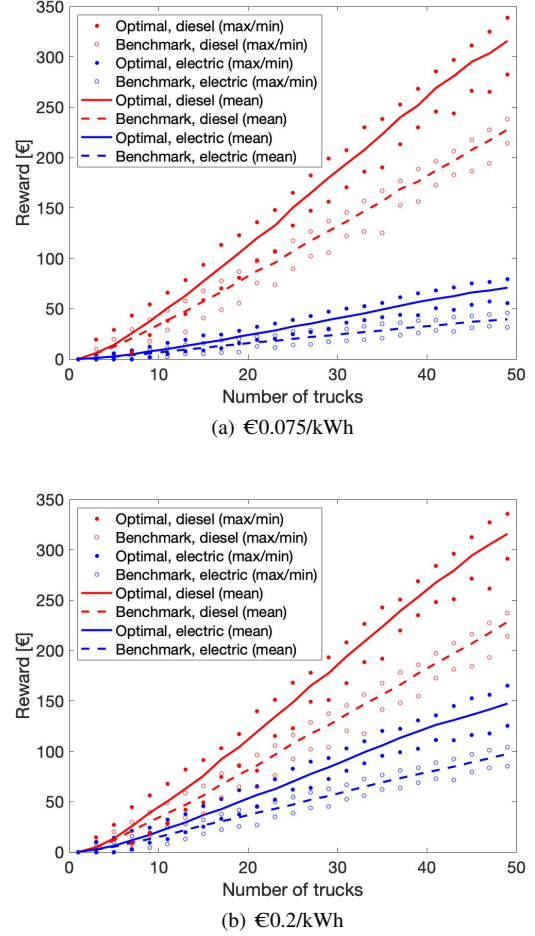 350
300
250
200
150
100
50
0
Reward [€]
Optimal, diesel (max/min)
Benchmark, diesel (max/min)
Optimal, electric (max/min)
Benchmark, electric (max/min)
Optimal, diesel (mean)
Benchmark, diesel (mean)
Optimal, electric (mean)
Benchmark, electric (mean)
0 10 20 30 40 50
Number of trucks
(a) €0.075/kWh
350
300
250
200
150
100
50
0
Reward [€]
Optimal, diesel (max/min)
Benchmark, diesel (max/min)
Optimal, electric (max/min)
Benchmark, electric (max/min)
Optimal, diesel (mean)
Benchmark, diesel (mean)
Optimal, electric (mean)
Benchmark, electric (mean)
0 10 20 30 40 50
Number of trucks
(b) €0.2/kWh